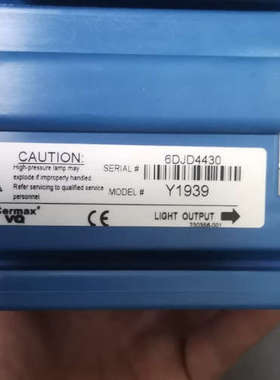 CAUTION:
High-pressure lamp may
explode if improperly handled.
Refer servicing to qualified service
personnel
SERIAL # 6DJD4430
MODEL # Y1939
VQ
CE
LIGHT OUTPUT